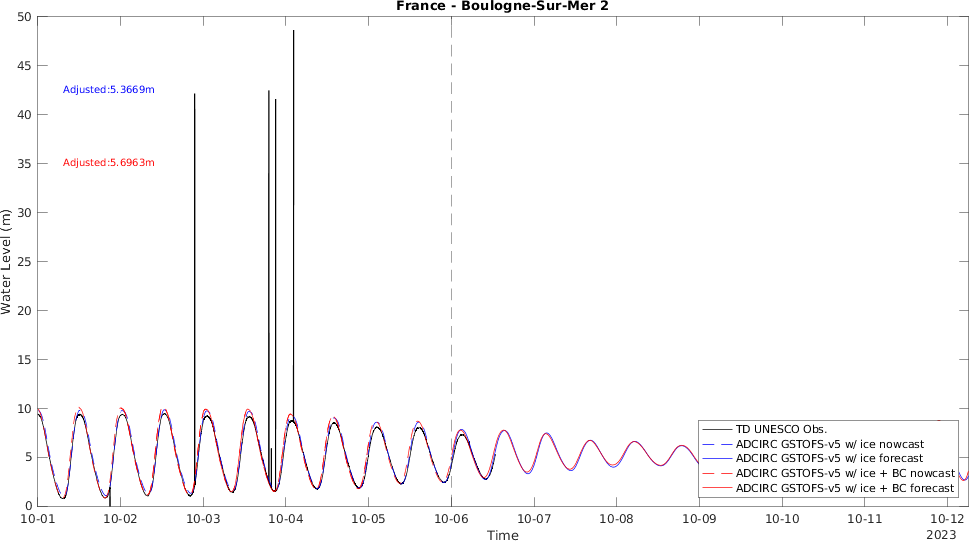 France - Boulogne-Sur-Mer 2
50
45
40
35
30
25
20
15
10
5
0
Water Level (m)
Adjusted:5.3669m
Adjusted:5.6963m
TD UNESCO Obs.
ADCIRC GSTOFS-v5 w/ ice nowcast
ADCIRC GSTOFS-v5 w/ ice forecast
ADCIRC GSTOFS-v5 w/ ice + BC nowcast
ADCIRC GSTOFS-v5 w/ ice + BC forecast
10-01 10-02 10-03 10-04 10-05 10-06 10-07 10-08 10-09 10-10 10-11 10-12
Time
2023